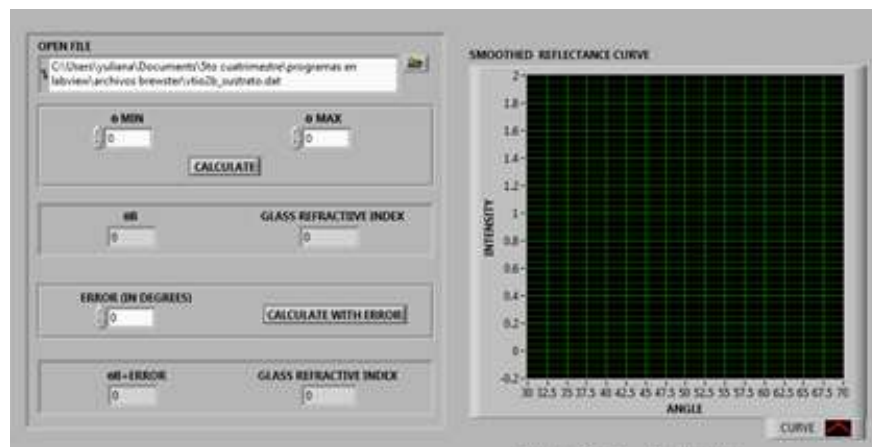 OPEN FILE
C:\Users\yuliana\Documents\5to cuatrimestre\programas en
labview\archivos brewster\vtio2b_sustrato.dat
θ MIN
θ MAX
0
0
CALCULATE
θB
GLASS REFRACTIVE INDEX
0
0
ERROR (IN DEGREES)
0
CALCULATE WITH ERROR
θB+ERROR
GLASS REFRACTIVE INDEX
0
0
SMOOTHED REFLECTANCE CURVE
INTENSITY
2
1.8
1.6
1.4
1.2
1
0.8
0.6
0.4
0.2
0
-0.2
30 32.5 35 37.5 40 42.5 45 47.5 50 52.5 55 57.5 60 62.5 65 67.5 70
ANGLE
CURVE